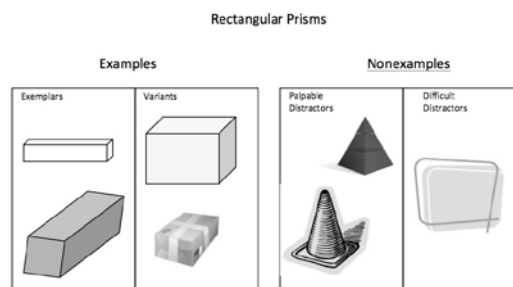 Rectangular Prisms
Examples
Nonexamples
Exemplars
Variants
Palpable
Distractors
Difficult
Distractors